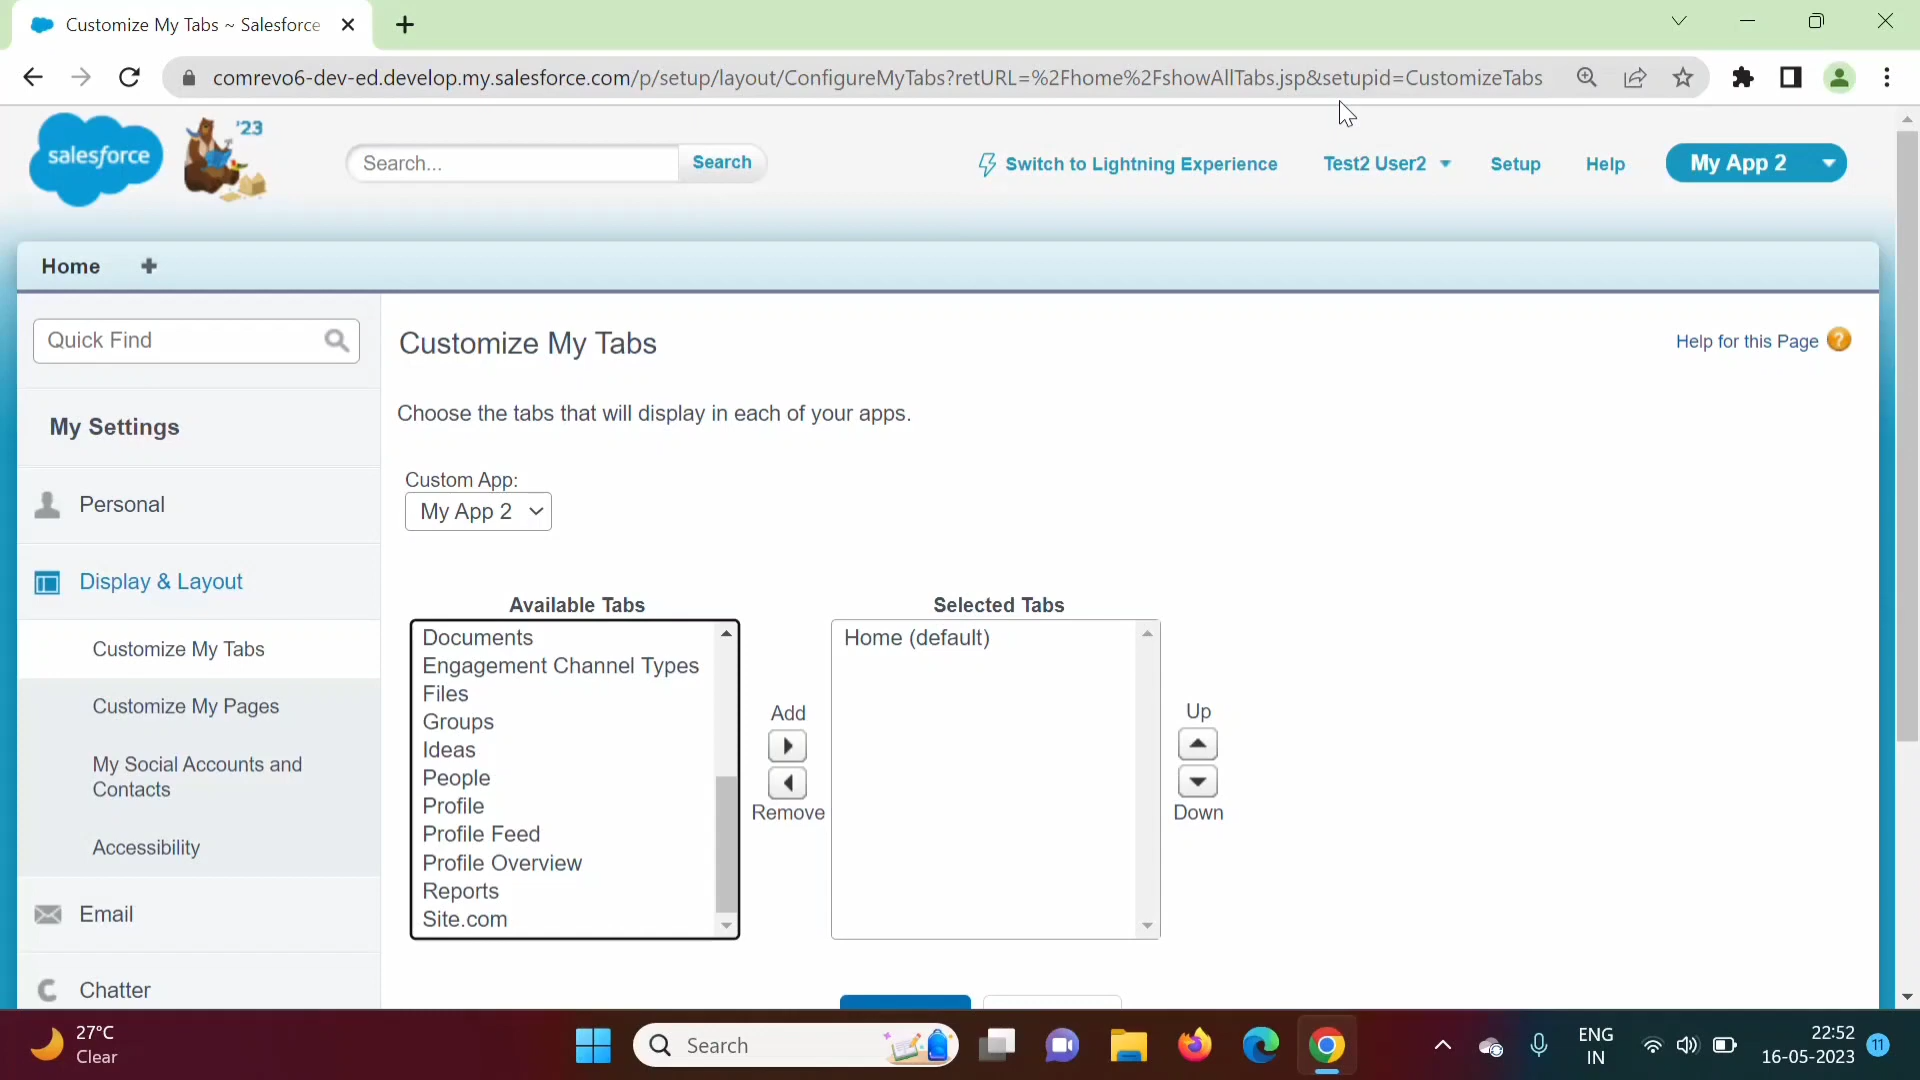 Customize My Tabs ~ Salesforce
comrevo6-dev-ed.develop.my.salesforce.com/p/setup/layout/ConfigureMyTabs?retURL=%2Fhome%2FshowAllTabs.jsp&setupid=CustomizeTabs
salesforce
'23
Search...
Search
Switch to Lightning Experience
Test2 User2
Setup
Help
My App 2
Home
Quick Find
Customize My Tabs
Help for this Page
My Settings
Choose the tabs that will display in each of your apps.
Custom App:
My App 2
Personal
Display & Layout
Customize My Tabs
Customize My Pages
My Social Accounts and
Contacts
Accessibility
Email
Chatter
Available Tabs
Documents
Engagement Channel Types
Files
Groups
Ideas
People
Profile
Profile Feed
Profile Overview
Reports
Site.com
Add
Remove
Selected Tabs
Home (default)
Up
Down
27°C
Clear
Search
ENG
IN
22:52
16-05-2023
11